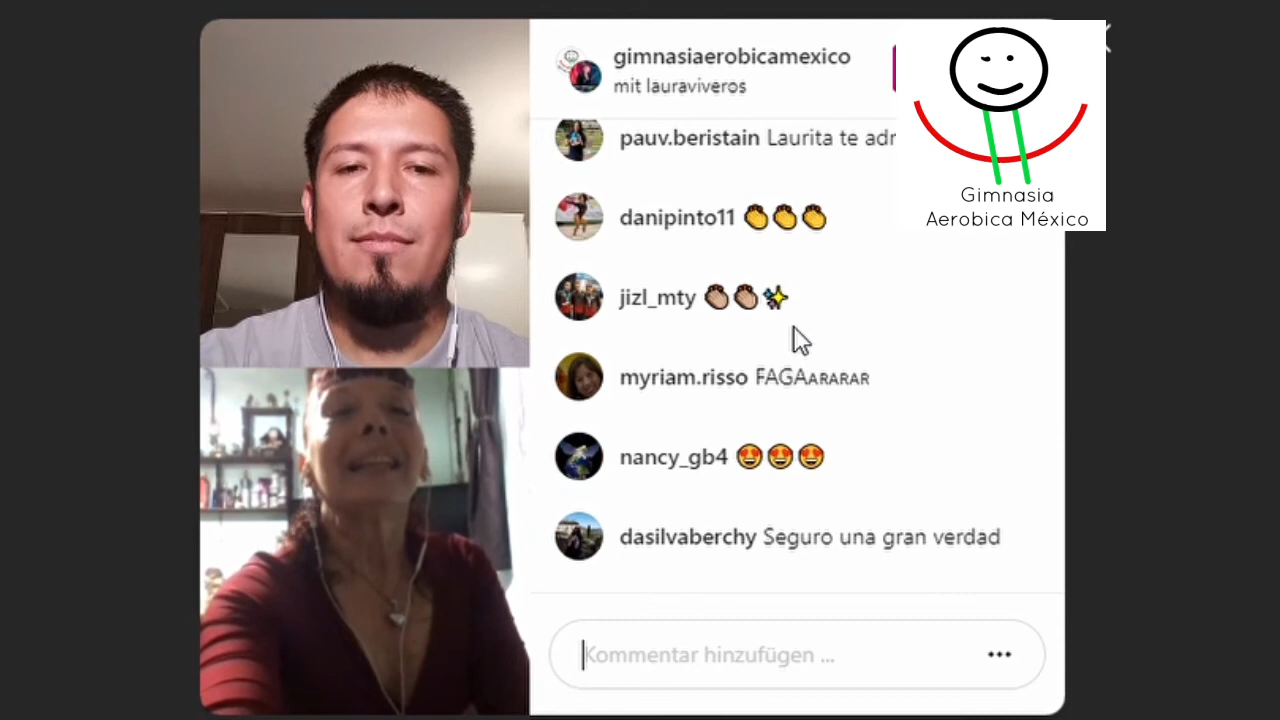 gimnasiaerobicamexico
mit lauraviveros
pauv.beristain Laurita te
danipinto11
jizl_mty
myriam.risso FAGAARARAR
nancy_gb4
dasilvaberchy Seguro una gran verdad
Kommentar hinzufügen ...
Gimnasia
Aerobica México